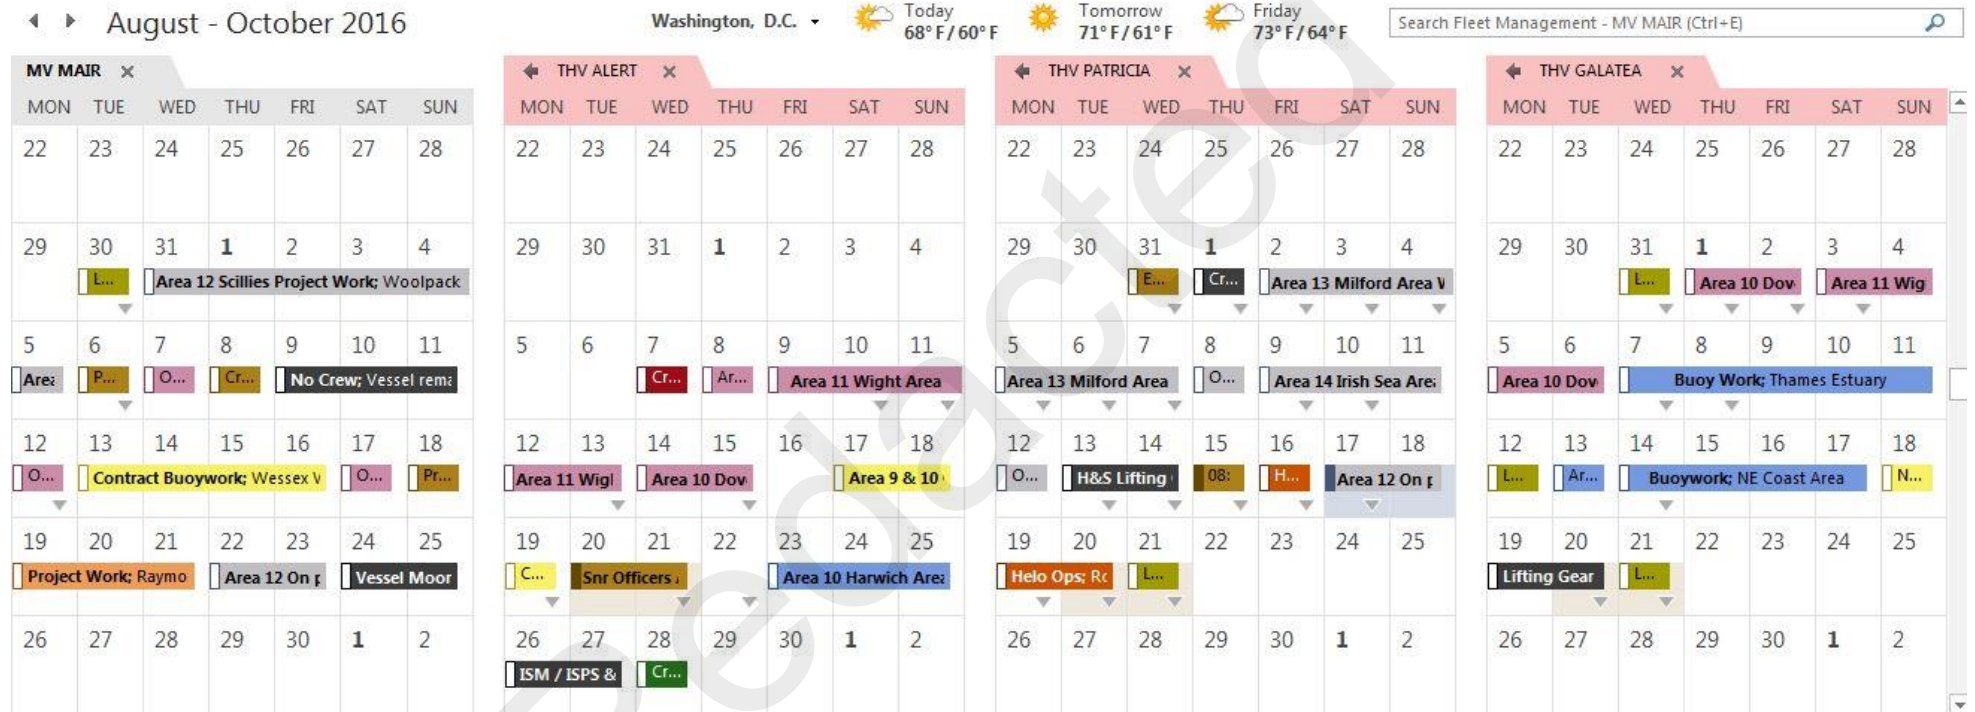 August - October 2016
Washington, D.C.
Today
68° F / 60° F
Tomorrow
71° F / 61° F
Friday
73° F / 64° F
Search Fleet Management - MV MAIR (Ctrl+E)
MV MAIR
MON TUE WED THU FRI SAT SUN
22 23 24 25 26 27 28
29 30 31 1 2 3 4
L... Area 12 Scillies Project Work; Woolpack
5 6 7 8 9 10 11
Area P... O... Cr... No Crew; Vessel rema
12 13 14 15 16 17 18
O... Contract Buoywork; Wessex O... Pr...
19 20 21 22 23 24 25
Project Work; Raymo Area 12 On p Vessel Moor
26 27 28 29 30 1 2
THV ALERT
MON TUE WED THU FRI SAT SUN
22 23 24 25 26 27 28
29 30 31 1 2 3 4
5 6 7 8 9 10 11
Cr... Ar... Area 11 Wight Area
12 13 14 15 16 17 18
Area 11 Wigl Area 10 Dov Area 9 & 10
19 20 21 22 23 24 25
C... Snr Officers Area 10 Harwich Area
26 27 28 29 30 1 2
ISM / ISPS & Cr...
THV PATRICIA
MON TUE WED THU FRI SAT SUN
22 23 24 25 26 27 28
29 30 31 1 2 3 4
E... Cr... Area 13 Milford Area
5 6 7 8 9 10 11
Area 13 Milford Area O... Area 14 Irish Sea Area
12 13 14 15 16 17 18
O... H&S Lifting 08: H... Area 12 On p
19 20 21 22 23 24 25
Helo Ops; Rc L...
26 27 28 29 30 1 2
THV GALATEA
MON TUE WED THU FRI SAT SUN
22 23 24 25 26 27 28
29 30 31 1 2 3 4
L... Area 10 Dov Area 11 Wig
5 6 7 8 9 10 11
Area 10 Dov Buoy Work; Thames Estuary
12 13 14 15 16 17 18
L... Ar... Buoywork; NE Coast Area N...
19 20 21 22 23 24 25
Lifting Gear L...
26 27 28 29 30 1 2
Redacted